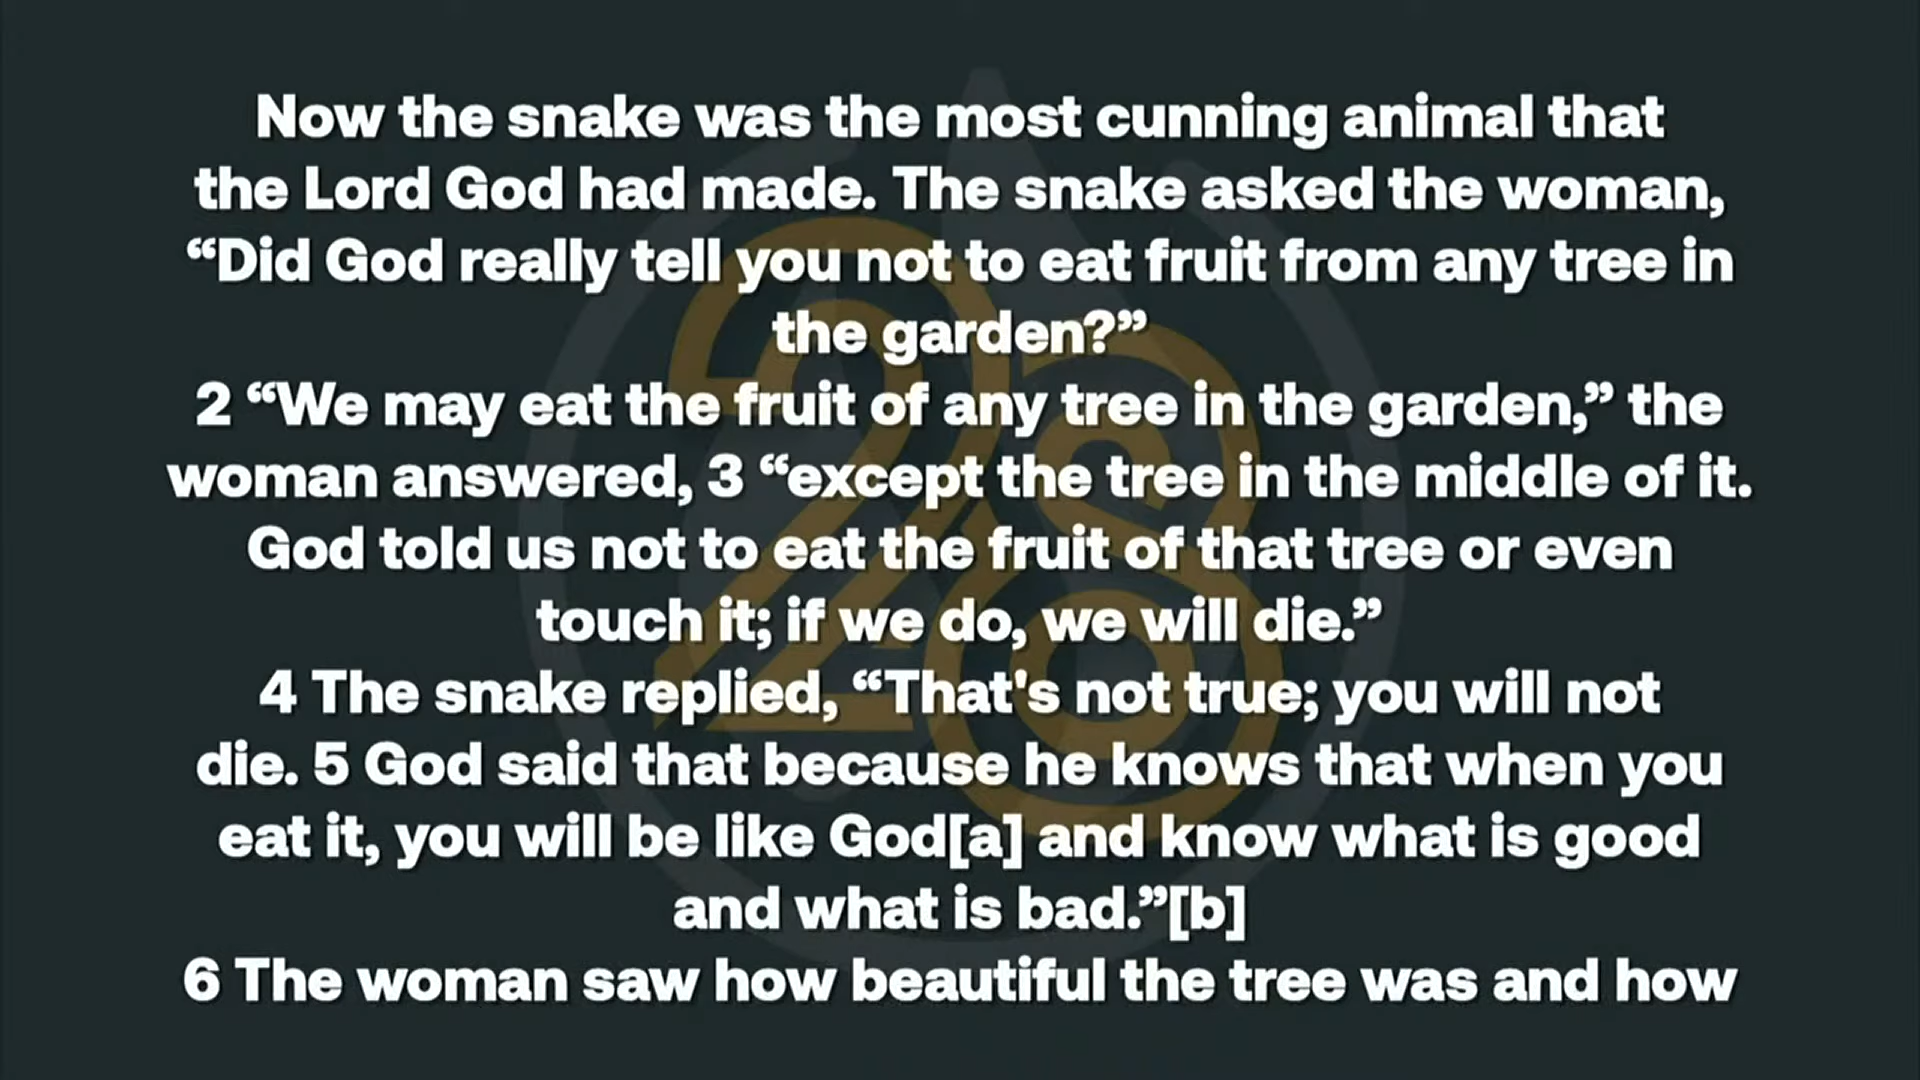 Now the snake was the most cunning animal that
the Lord God had made. The snake asked the woman,
“Did God really tell you not to eat fruit from any tree in
the garden?”
2 “We may eat the fruit of any tree in the garden,” the
woman answered, 3 “except the tree in the middle of it.
God told us not to eat the fruit of that tree or even
touch it; if we do, we will die.”
4 The snake replied, “That's not true; you will not
die. 5 God said that because he knows that when you
eat it, you will be like God[a] and know what is good
and what is bad.”[b]
6 The woman saw how beautiful the tree was and how
28